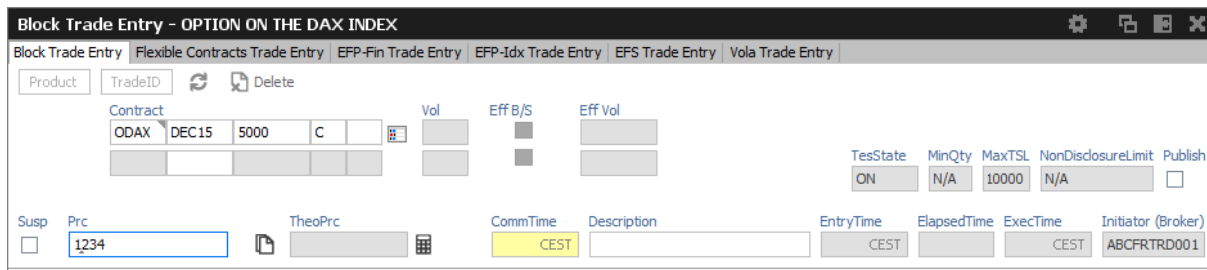 Block Trade Entry - OPTION ON THE DAX INDEX
Block Trade Entry Flexible Contracts Trade Entry EFP-Fin Trade Entry EFP-Idx Trade Entry EFS Trade Entry Vola Trade Entry
Product TradeID Delete
Contract Vol Eff B/S Eff Vol
ODAX DEC15 5000 C
TesState MinQty MaxTSL NonDisclosureLimit Publish
ON N/A 10000 N/A
Susp Prc TheoPrc CommTime Description EntryTime ElapsedTime ExecTime Initiator (Broker)
1234 CEST CEST CEST ABCFRTRD001